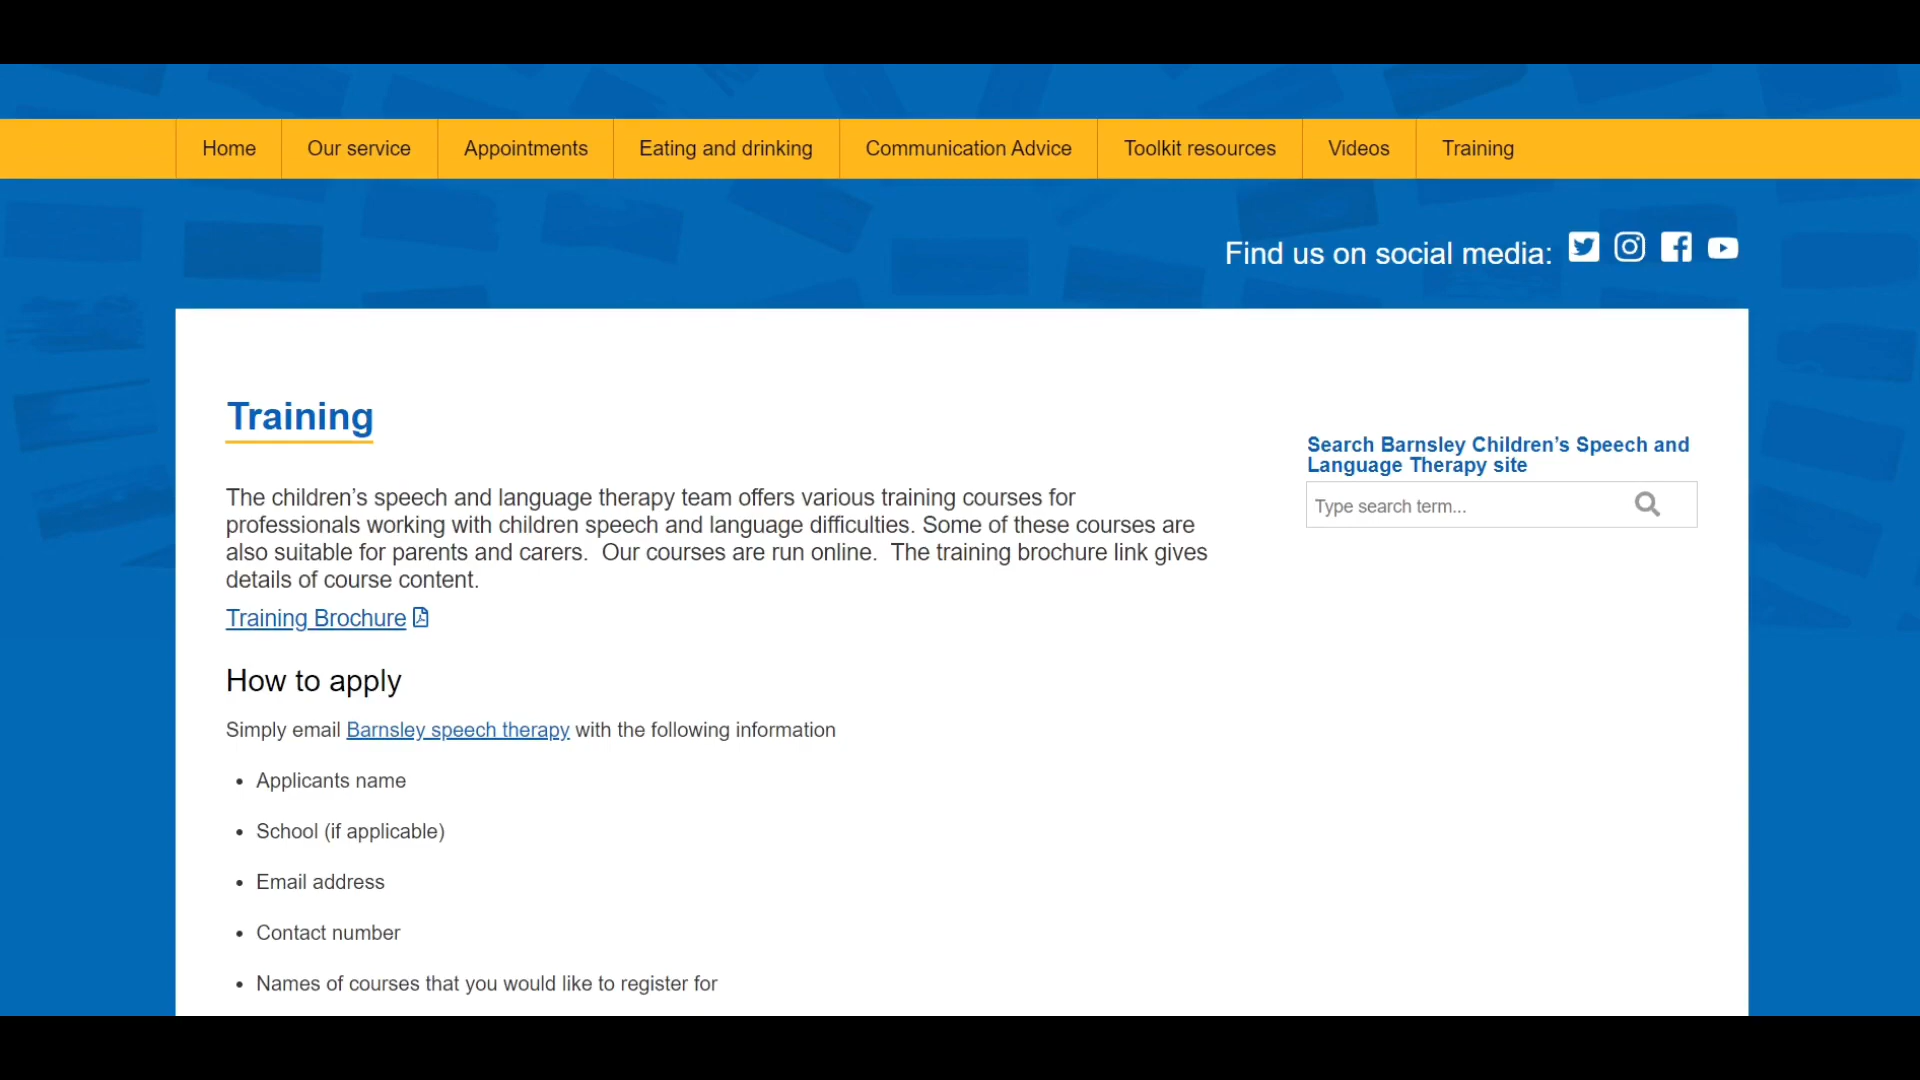 Home Our service Appointments Eating and drinking Communication Advice Toolkit resources Videos Training
Find us on social media:
Training
The children’s speech and language therapy team offers various training courses for
professionals working with children speech and language difficulties. Some of these courses are
also suitable for parents and carers.  Our courses are run online.  The training brochure link gives
details of course content.
Training Brochure
How to apply
Simply email Barnsley speech therapy with the following information
• Applicants name
• School (if applicable)
• Email address
• Contact number
• Names of courses that you would like to register for
Search Barnsley Children’s Speech and
Language Therapy site
Type search term...